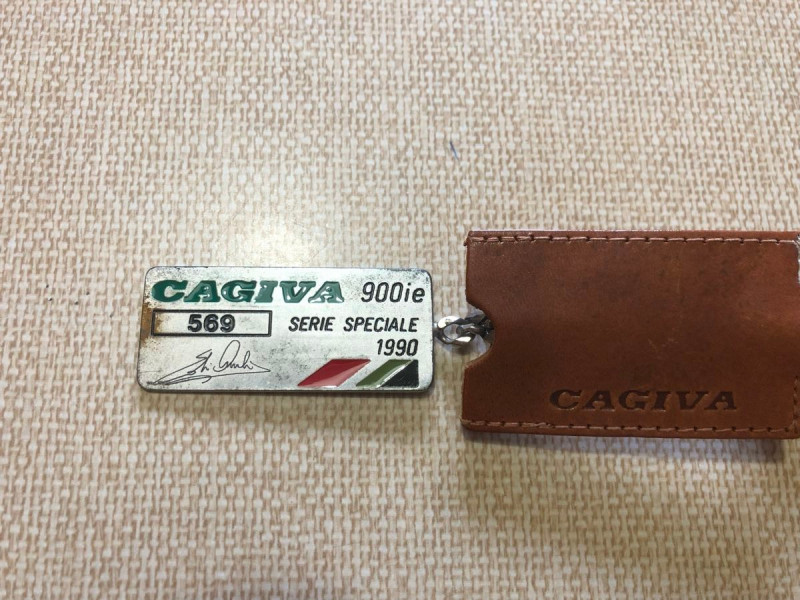 CAGIVA 900ie
569 SERIE SPECIALE
1990
CAGIVA